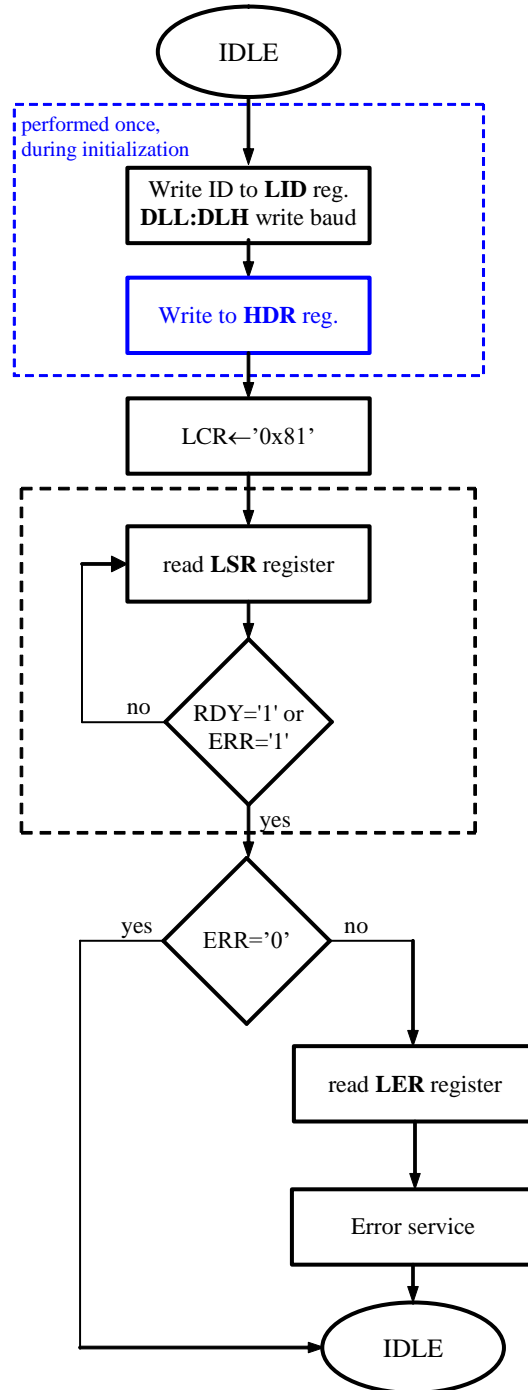 IDLE
performed once,
during initialization
Write ID to LID reg.
DLL:DLH write baud
Write to HDR reg.
LCR←’0x81’
read LSR register
no
RDY='1' or
ERR='1'
yes
yes
ERR=’0’
no
read LER register
Error service
IDLE